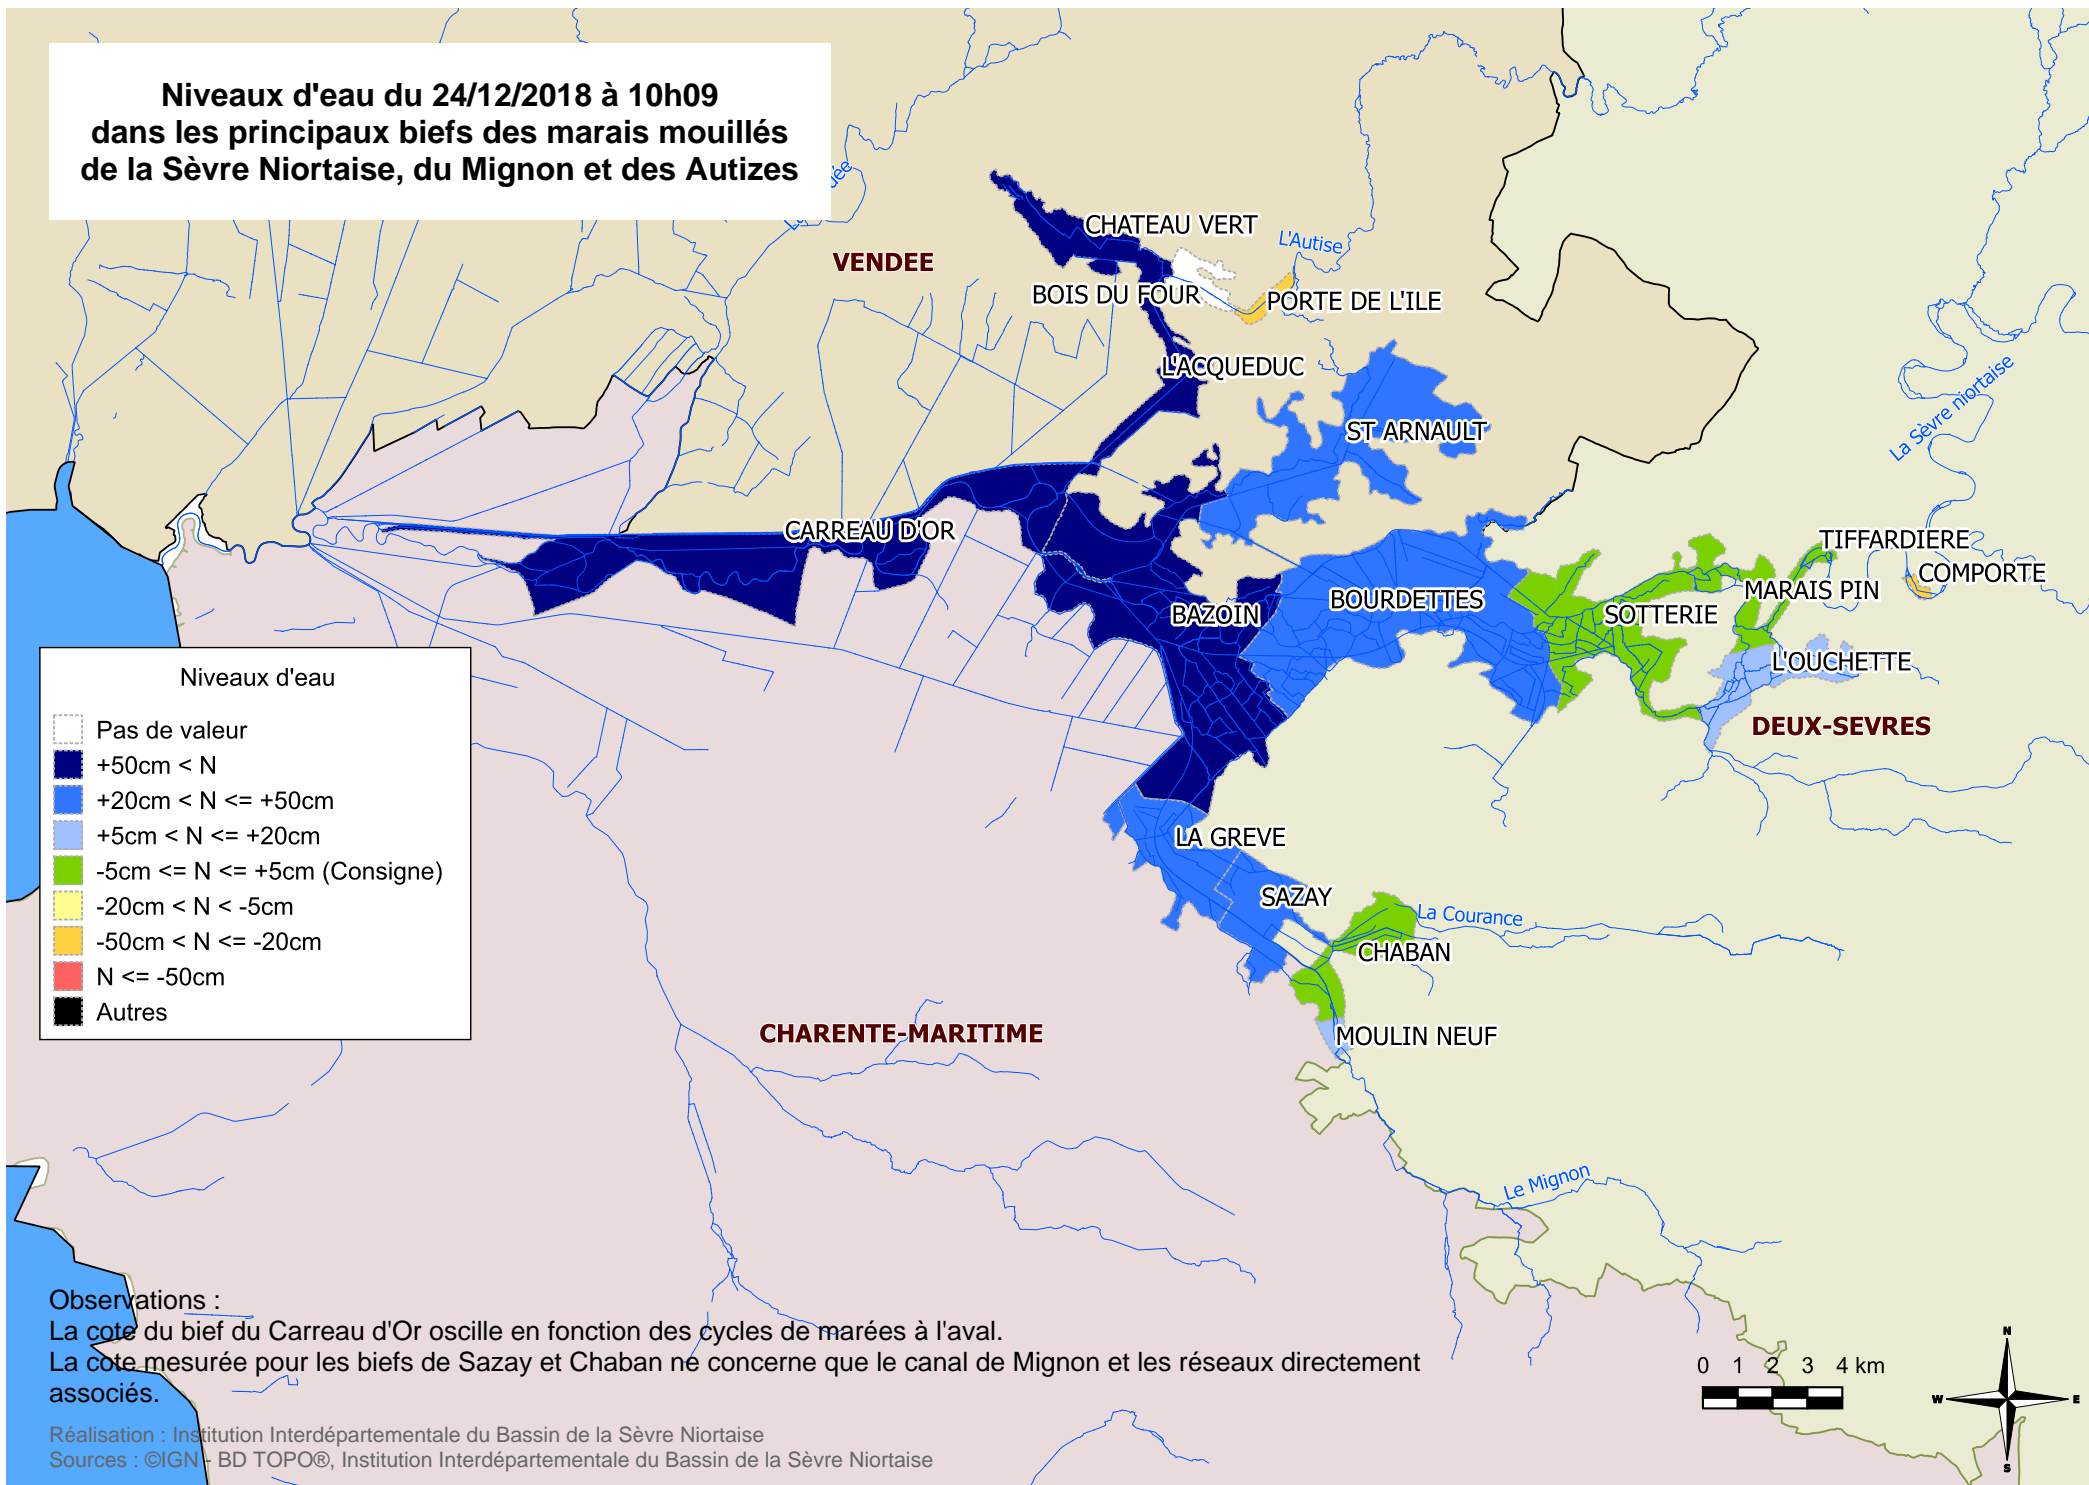 Niveaux d'eau du 24/12/2018 à 10h09
dans les principaux biefs des marais mouillés
de la Sèvre Niortaise, du Mignon et des Autizes
CHATEAU VERT
L'Autise
VENDEE
BOIS DU FOUR
PORTE DE L'ILE
L'ACQUEDUC
ST ARNAULT
La Sèvre niortaise
CARREAU D'OR
TIFFARDIERE
COMPORTE
MARAIS PIN
BOURDETTES
SOTTERIE
BAZOIN
L'OUCHETTE
DEUX-SEVRES
Niveaux d'eau
Pas de valeur
+50cm < N
+20cm < N <= +50cm
+5cm < N <= +20cm
-5cm <= N <= +5cm (Consigne)
-20cm < N < -5cm
-50cm < N <= -20cm
N <= -50cm
Autres
LA GREVE
SAZAY
La Courance
CHABAN
CHARENTE-MARITIME
MOULIN NEUF
Le Mignon
Observations :
La cote du bief du Carreau d'Or oscille en fonction des cycles de marées à l'aval.
La cote mesurée pour les biefs de Sazay et Chaban ne concerne que le canal de Mignon et les réseaux directement
associés.
Réalisation : Institution Interdépartementale du Bassin de la Sèvre Niortaise
Sources : ©IGN - BD TOPO®, Institution Interdépartementale du Bassin de la Sèvre Niortaise
0 1 2 3 4 km
N
W E
S